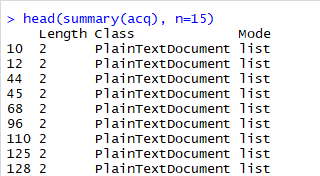 > head(summary(acq), n=15)
Length Class Mode
10 2 PlainTextDocument list
12 2 PlainTextDocument list
44 2 PlainTextDocument list
45 2 PlainTextDocument list
68 2 PlainTextDocument list
96 2 PlainTextDocument list
110 2 PlainTextDocument list
125 2 PlainTextDocument list
128 2 PlainTextDocument list